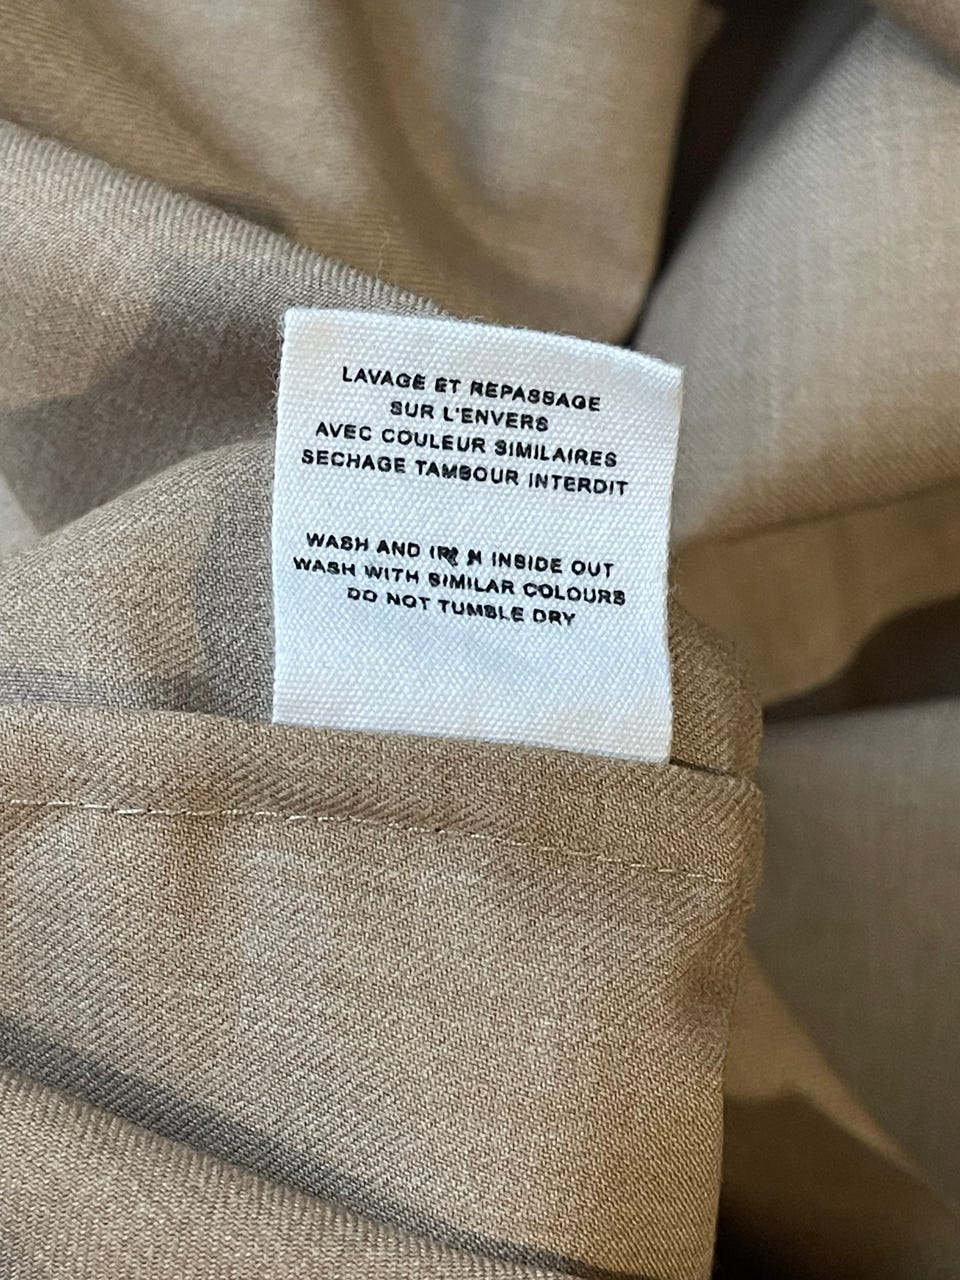 LAVAGE ET REPASSAGE
SUR L'ENVERS
AVEC COULEUR SIMILAIRES
SECHAGE TAMBOUR INTERDIT
WASH AND IRON INSIDE OUT
WASH WITH SIMILAR COLOURS
DO NOT TUMBLE DRY